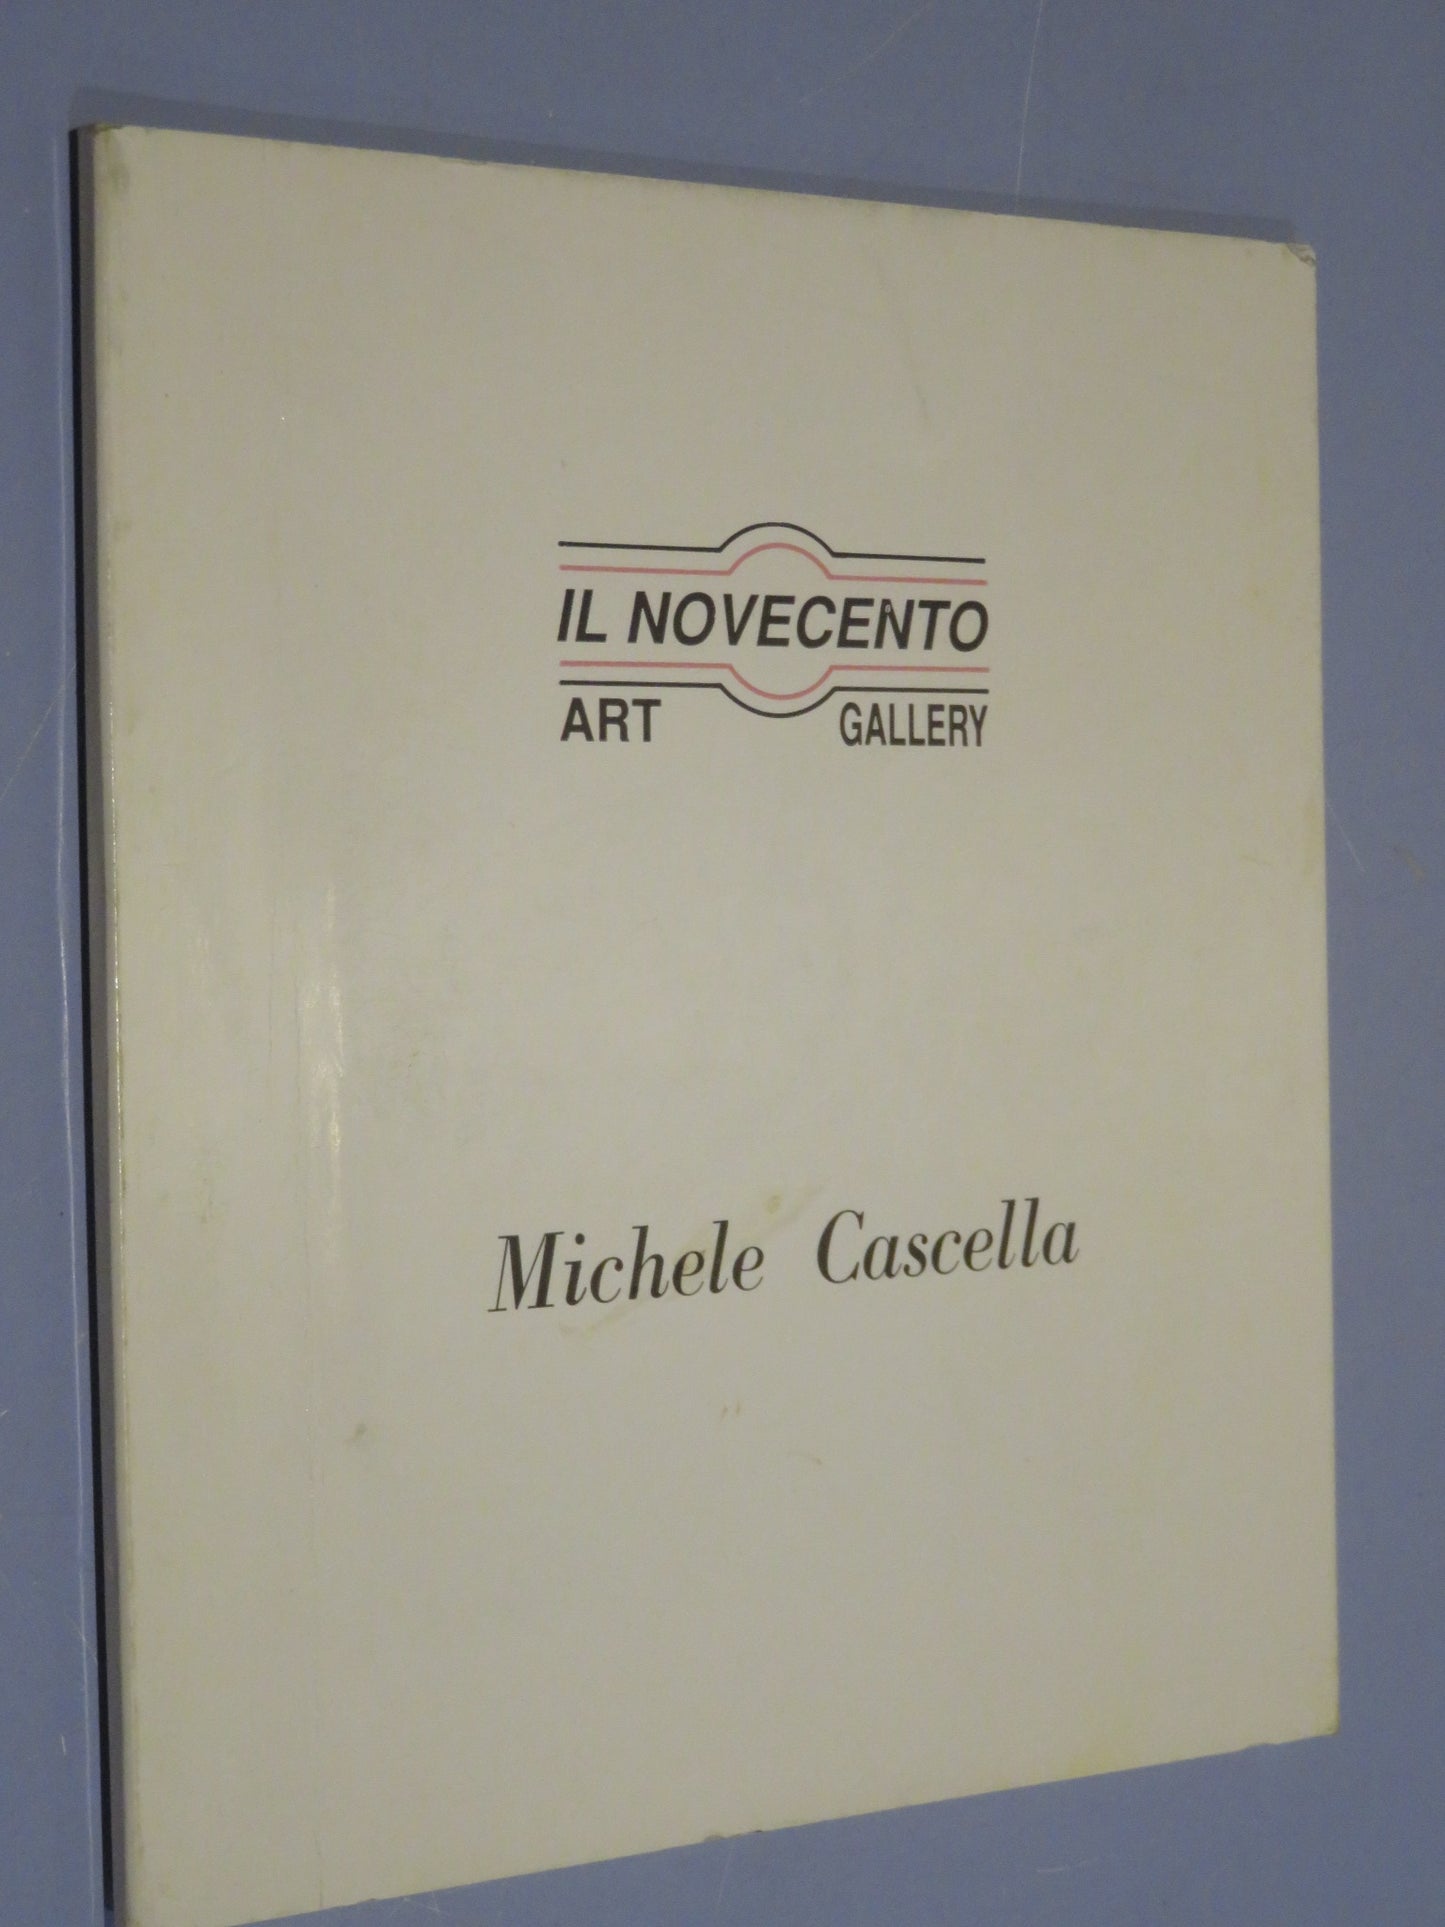 IL NOVECENTO
ART GALLERY
Michele Cascella